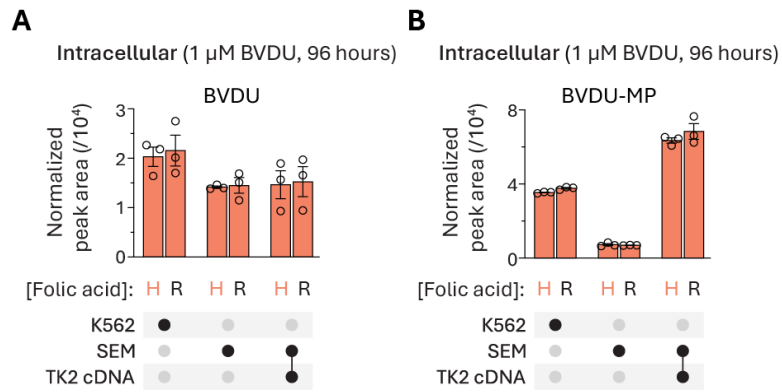 A
Intracellular (1 µM BVDU, 96 hours)
BVDU
Normalized
peak area (/10⁴)
3
2
1
0
[Folic acid]: H R H R H R
K562
SEM
TK2 cDNA
B
Intracellular (1 µM BVDU, 96 hours)
BVDU-MP
Normalized
peak area (/10⁴)
8
4
0
[Folic acid]: H R H R H R
K562
SEM
TK2 cDNA